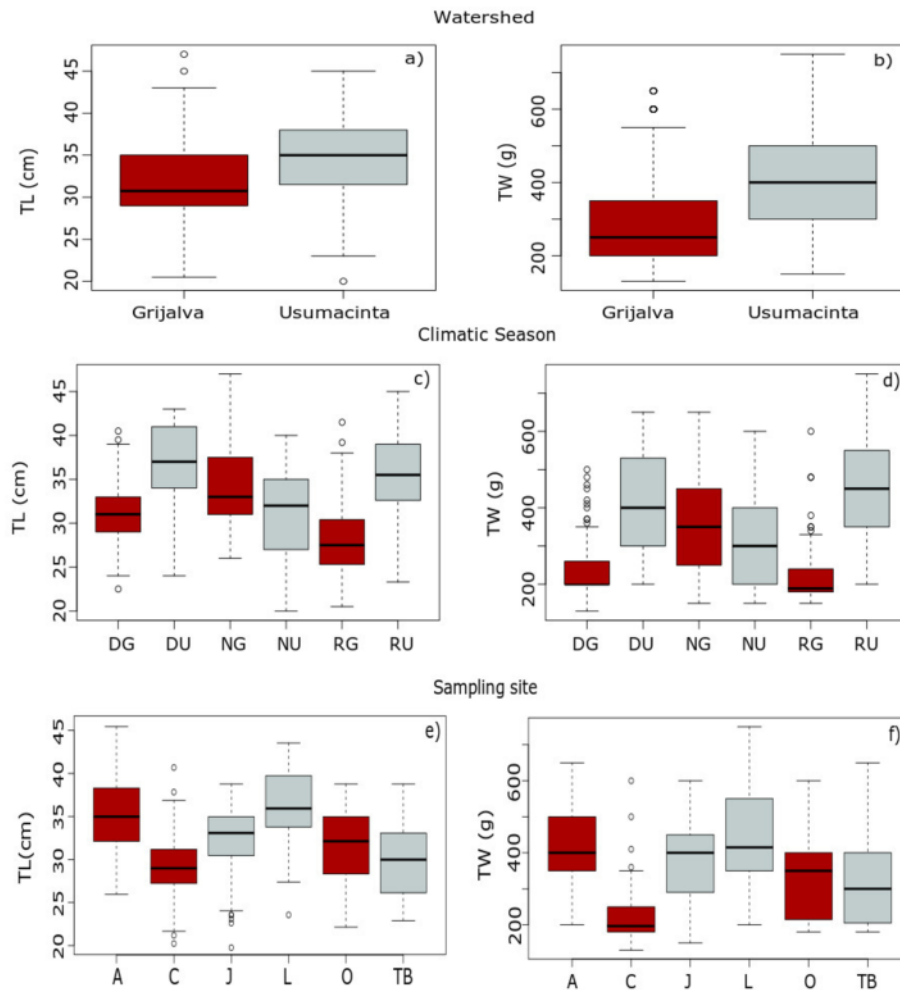 Watershed
a)
b)
TL (cm)
45
40
35
30
25
20
TW (g)
600
400
200
Grijalva
Usumacinta
Grijalva
Usumacinta
Climatic Season
c)
d)
TL (cm)
45
40
35
30
25
20
TW (g)
600
400
200
DG DU NG NU RG RU
DG DU NG NU RG RU
Sampling site
e)
f)
TL(cm)
45
40
35
30
25
20
TW (g)
600
400
200
A C J L O TB
A C J L O TB